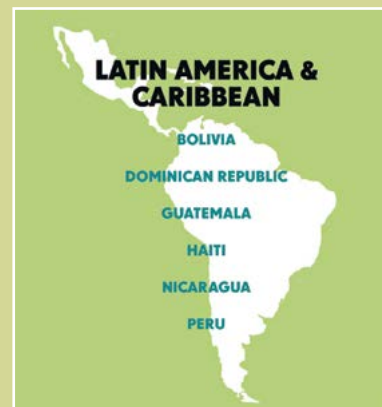 LATIN AMERICA &
CARIBBEAN
BOLIVIA
DOMINICAN REPUBLIC
GUATEMALA
HAITI
NICARAGUA
PERU